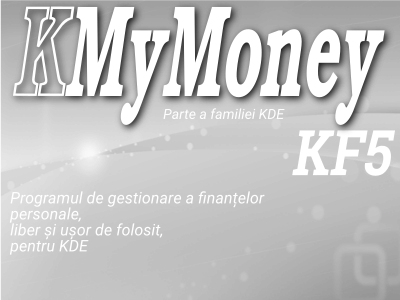 KMyMoney
Parte a familiei KDE
KF5
Programul de gestionare a finanțelor
personale,
liber și ușor de folosit,
pentru KDE